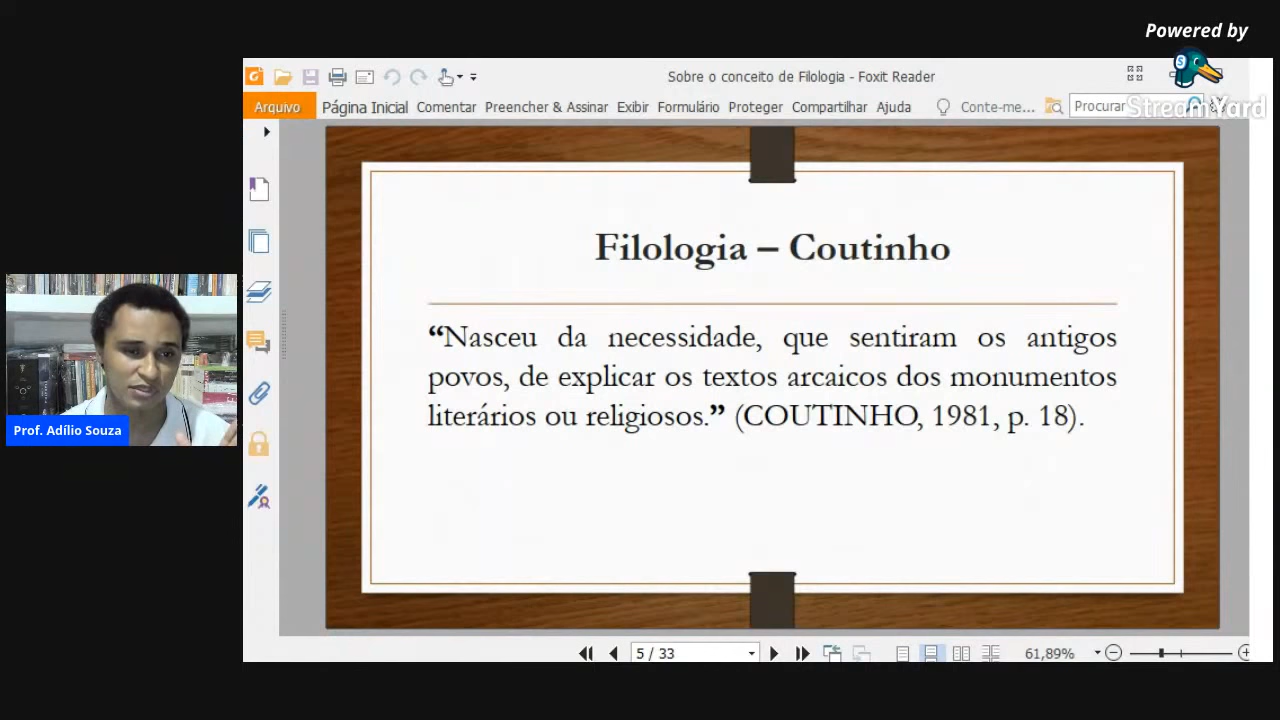 Powered by
StreamYard
Sobre o conceito de Filologia - Foxit Reader
Arquivo Página Inicial Comentar Preencher & Assinar Exibir Formulário Proteger Compartilhar Ajuda Conte-me... Procurar
Filologia – Coutinho
“Nasceu da necessidade, que sentiram os antigos
povos, de explicar os textos arcaicos dos monumentos
literários ou religiosos.” (COUTINHO, 1981, p. 18).
Prof. Adílio Souza
5 / 33
61,89%